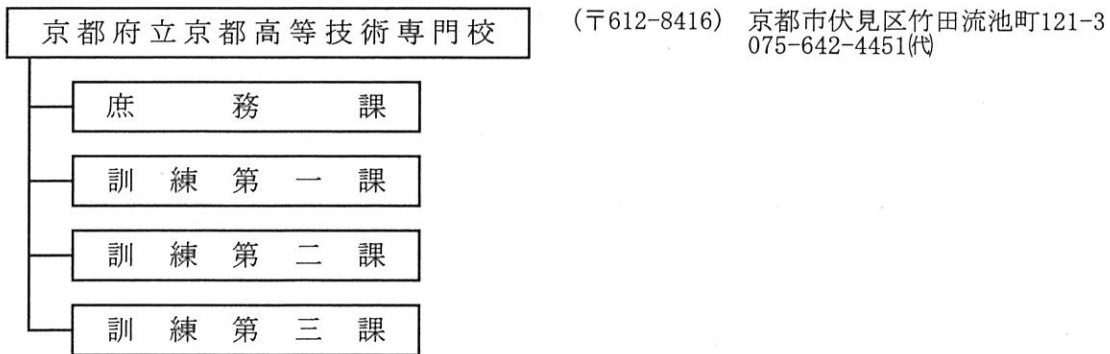 京都府立京都高等技術専門校
(〒612-8416) 京都市伏見区竹田流池町121-3
075-642-4451㈹
庶務課
訓練第一課
訓練第二課
訓練第三課